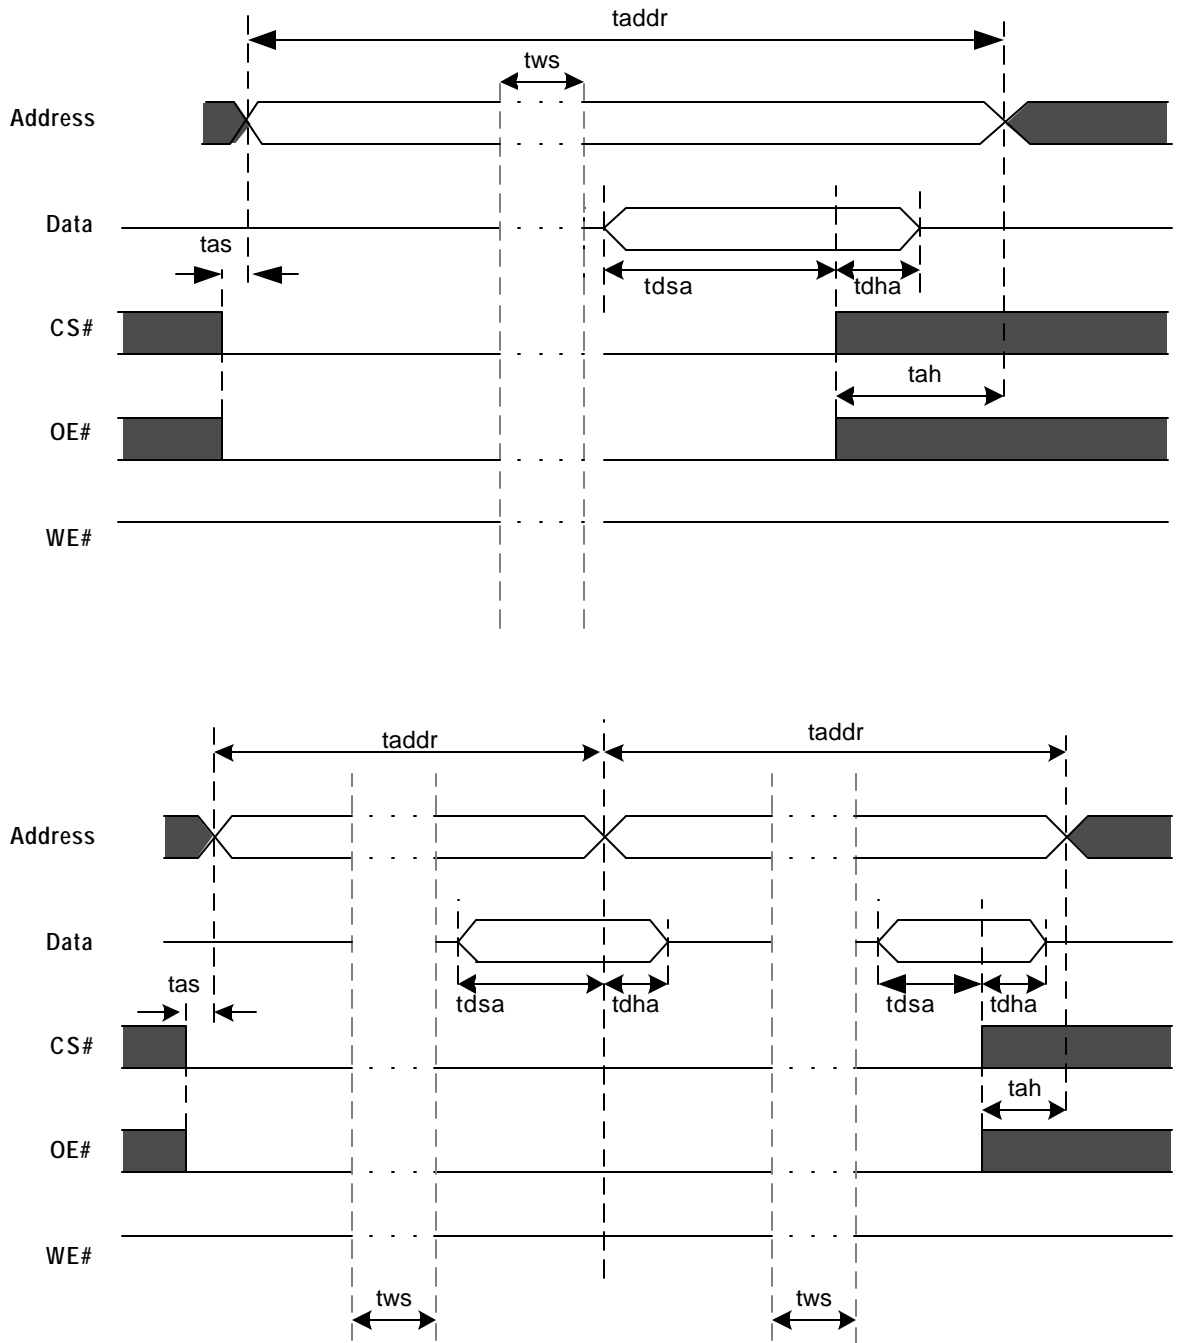 taddr
tws
Address
Data
tas
tdsa tdha
CS#
tah
OE#
WE#
taddr taddr
Address
Data
tas
tdsa tdha tdsa tdha
CS#
tah
OE#
WE#
tws tws